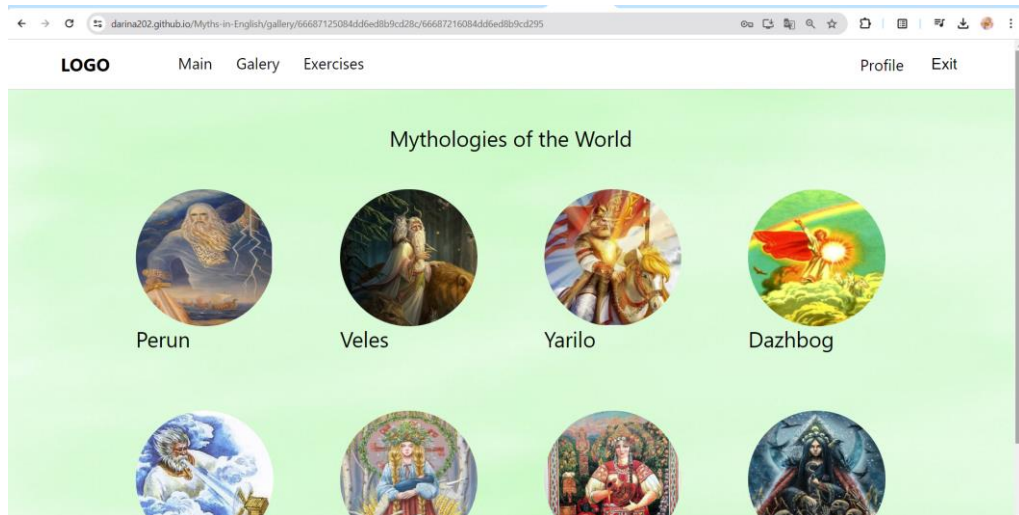 darina202.github.io/Myths-in-English/gallery/66687125084dd6ed8b9cd28c/66687216084dd6ed8b9cd295
LOGO Main Galery Exercises Profile Exit
Mythologies of the World
Perun Veles Yarilo Dazhbog